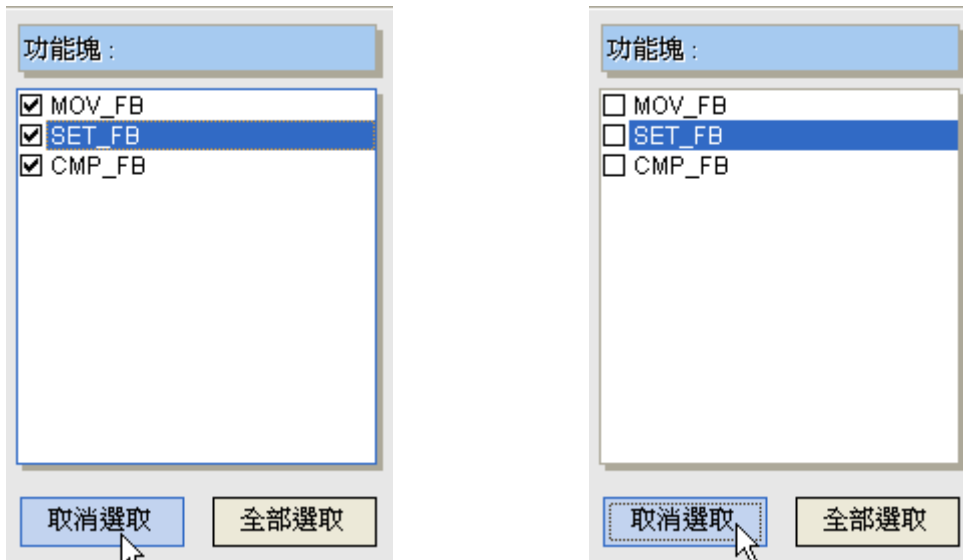 功能塊 :
MOV_FB
SET_FB
CMP_FB
取消選取
全部選取
功能塊 :
MOV_FB
SET_FB
CMP_FB
取消選取
全部選取